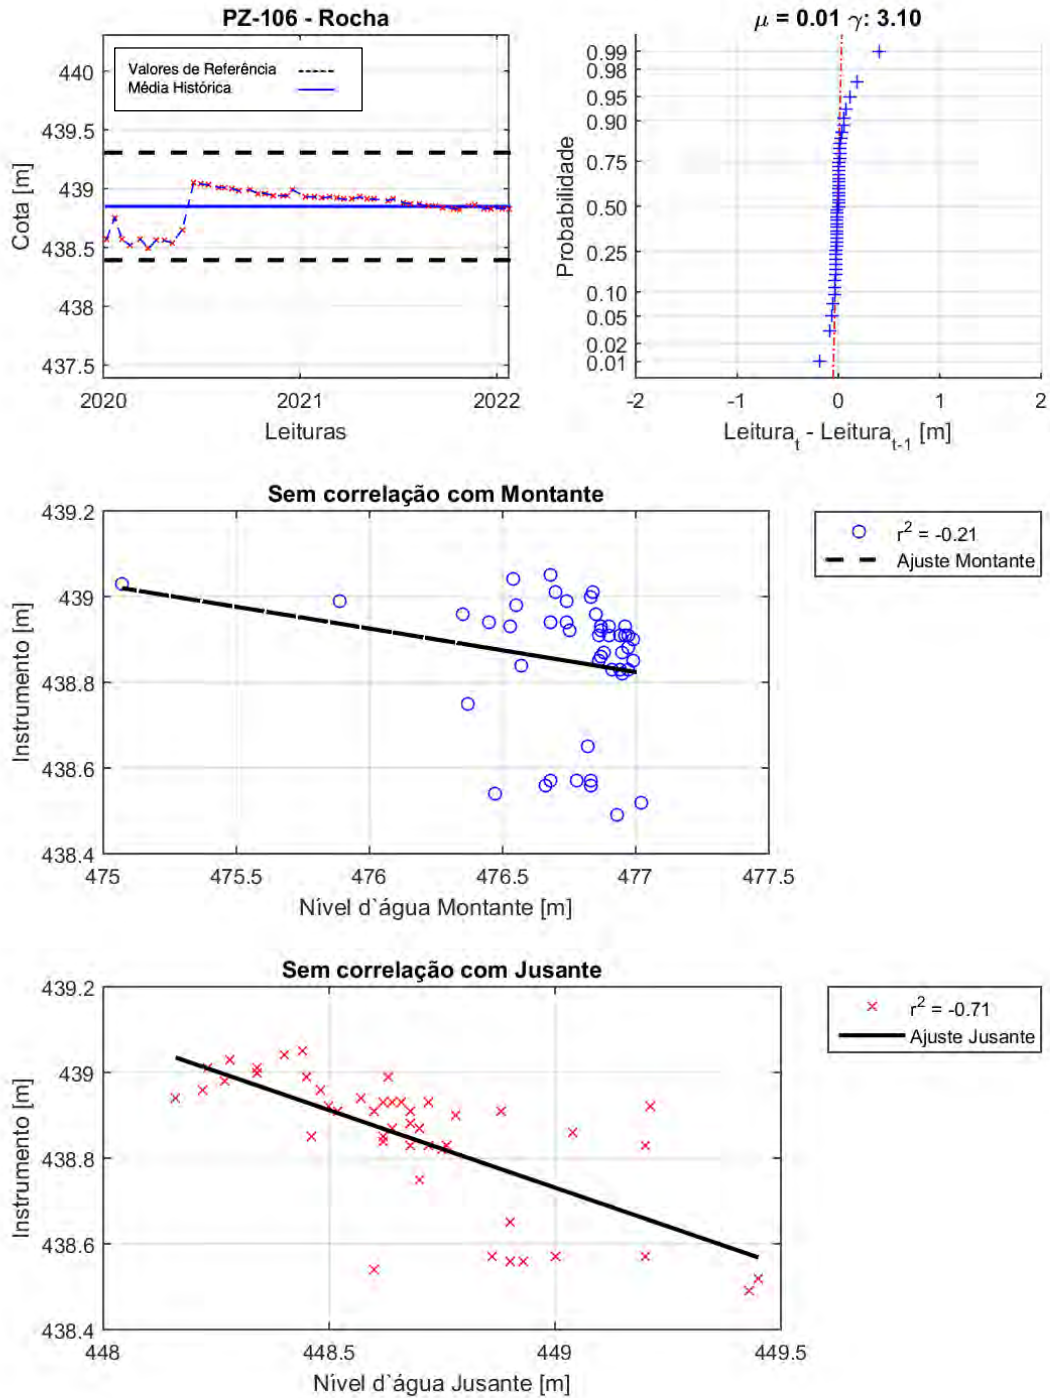 PZ-106 - Rocha
Valores de Referência
Média Histórica
440
439.5
439
438.5
438
437.5
Cota [m]
2020
2021
2022
Leituras
μ = 0.01 γ: 3.10
0.99
0.98
0.95
0.90
0.75
0.50
0.25
0.10
0.05
0.02
0.01
Probabilidade
-2
-1
0
1
2
Leitura_t - Leitura_t-1 [m]
Sem correlação com Montante
439.2
439
438.8
438.6
438.4
Instrumento [m]
475
475.5
476
476.5
477
477.5
Nível d`água Montante [m]
r² = -0.21
Ajuste Montante
Sem correlação com Jusante
439.2
439
438.8
438.6
438.4
Instrumento [m]
448
448.5
449
449.5
Nível d`água Jusante [m]
r² = -0.71
Ajuste Jusante